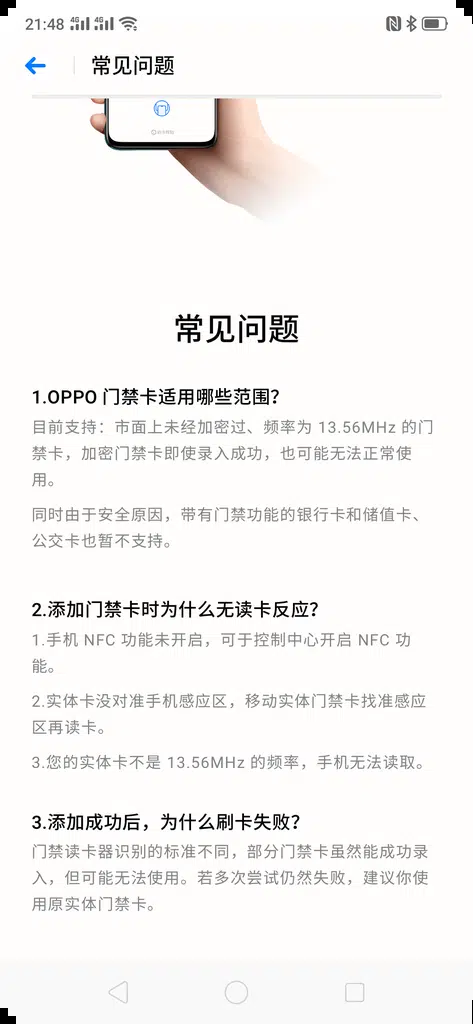 21:48
4G
4G
常见问题
常见问题
1.OPPO 门禁卡适用哪些范围？
目前支持：市面上未经加密过、频率为 13.56MHz 的门
禁卡，加密门禁卡即使录入成功，也可能无法正常使
用。
同时由于安全原因，带有门禁功能的银行卡和储值卡、
公交卡也暂不支持。
2.添加门禁卡时为什么无读卡反应？
1.手机 NFC 功能未开启，可于控制中心开启 NFC 功
能。
2.实体卡没对准手机感应区，移动实体门禁卡找准感应
区再读卡。
3.您的实体卡不是 13.56MHz 的频率，手机无法读取。
3.添加成功后，为什么刷卡失败？
门禁读卡器识别的标准不同，部分门禁卡虽然能成功录
入，但可能无法使用。若多次尝试仍然失败，建议你使
用原实体门禁卡。